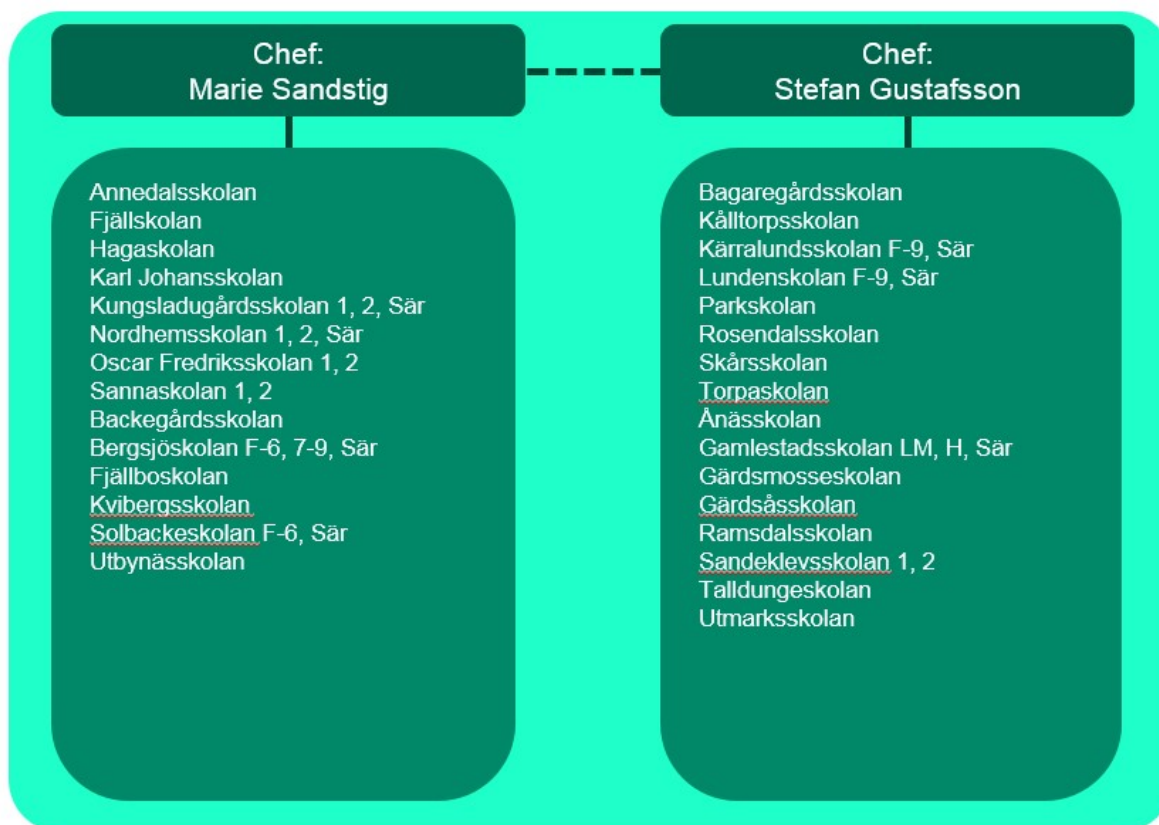 Chef:
Marie Sandstig
Annedalsskolan
Fjällskolan
Hagaskolan
Karl Johansskolan
Kungsladugårdsskolan 1, 2, Sär
Nordhemsskolan 1, 2, Sär
Oscar Fredriksskolan 1, 2
Sannaskolan 1, 2
Backegårdsskolan
Bergsjöskolan F-6, 7-9, Sär
Fjällboskolan
Kvibergsskolan
Solbackeskolan F-6, Sär
Utbynässkolan
Chef:
Stefan Gustafsson
Bagaregårdsskolan
Kålltorpsskolan
Kärralundsskolan F-9, Sär
Lundenskolan F-9, Sär
Parkskolan
Rosendalsskolan
Skårsskolan
Torpaskolan
Ånässkolan
Gamlestadsskolan LM, H, Sär
Gärdsmosseskolan
Gärdsåsskolan
Ramsdalsskolan
Sandeklevsskolan 1, 2
Talldungeskolan
Utmarksskolan